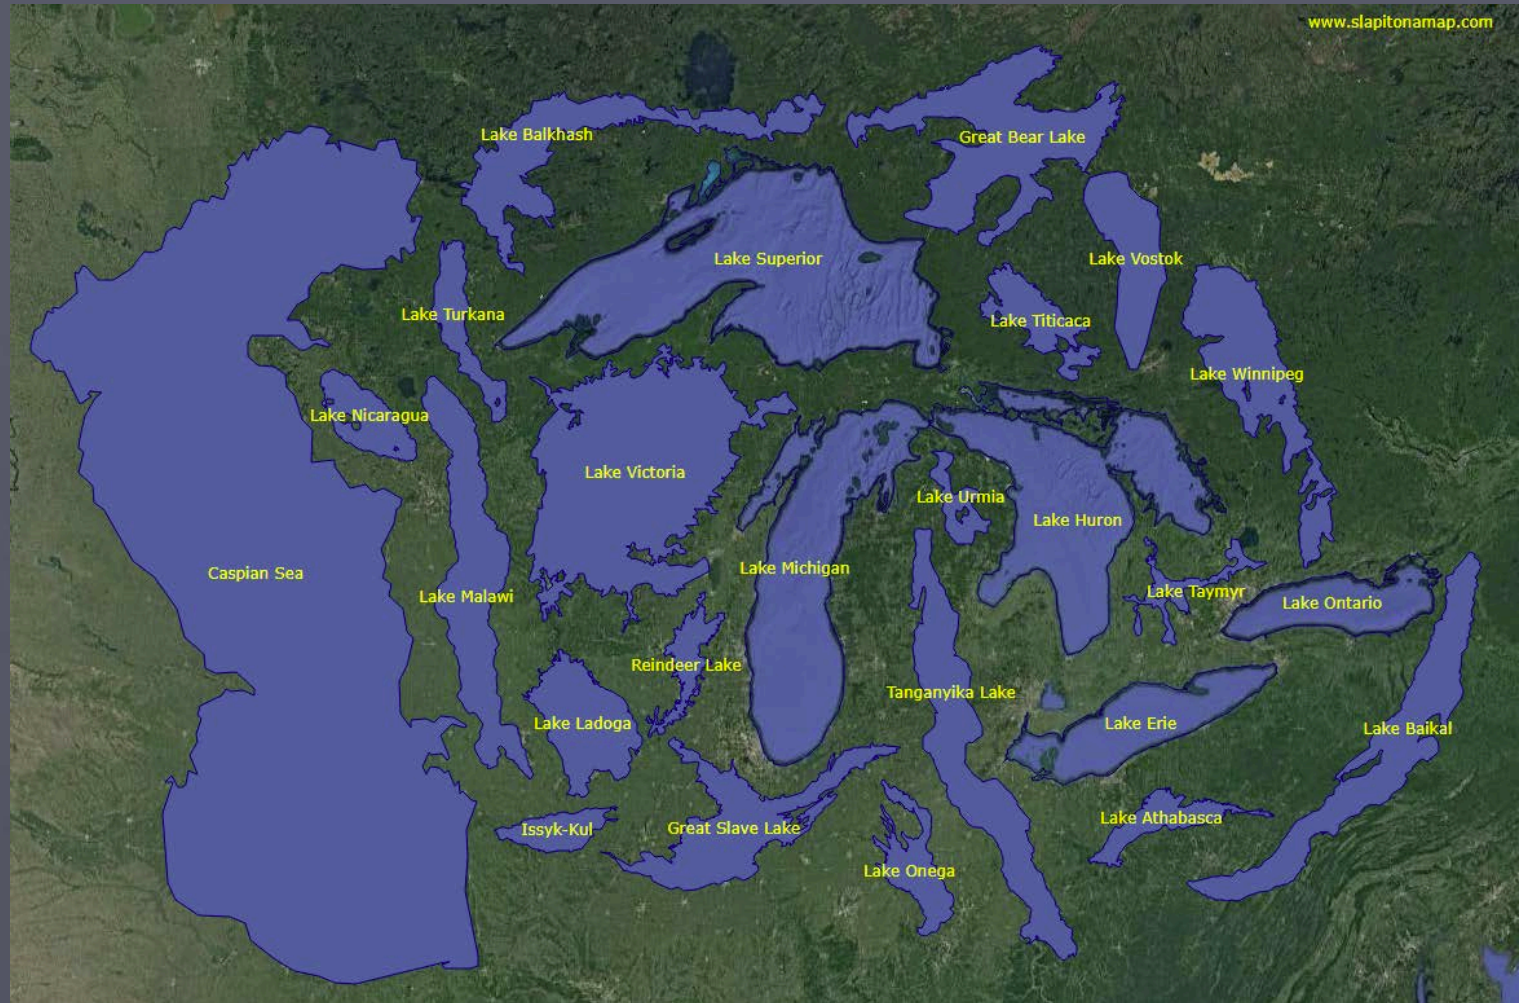 www.slapitonamap.com
Lake Balkhash
Great Bear Lake
Lake Superior
Lake Vostok
Lake Turkana
Lake Titicaca
Lake Winnipeg
Lake Nicaragua
Lake Victoria
Lake Urmia
Lake Huron
Caspian Sea
Lake Michigan
Lake Malawi
Lake Taymyr
Lake Ontario
Reindeer Lake
Tanganyika Lake
Lake Ladoga
Lake Erie
Lake Baikal
Issyk-Kul
Great Slave Lake
Lake Athabasca
Lake Onega